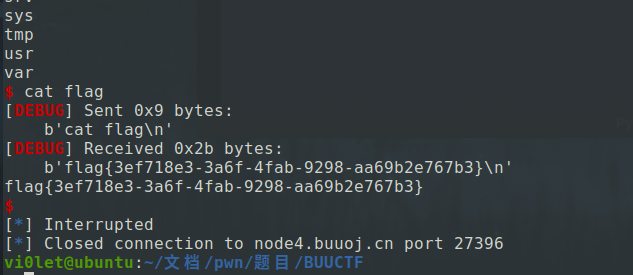 sys
tmp
usr
var
$ cat flag
[DEBUG] Sent 0x9 bytes:
    b'cat flag\n'
[DEBUG] Received 0x2b bytes:
    b'flag{3ef718e3-3a6f-4fab-9298-aa69b2e767b3}\n'
flag{3ef718e3-3a6f-4fab-9298-aa69b2e767b3}
$
[*] Interrupted
[*] Closed connection to node4.buuoj.cn port 27396
vi0let@ubuntu:~/文档/pwn/题目/BUUCTF